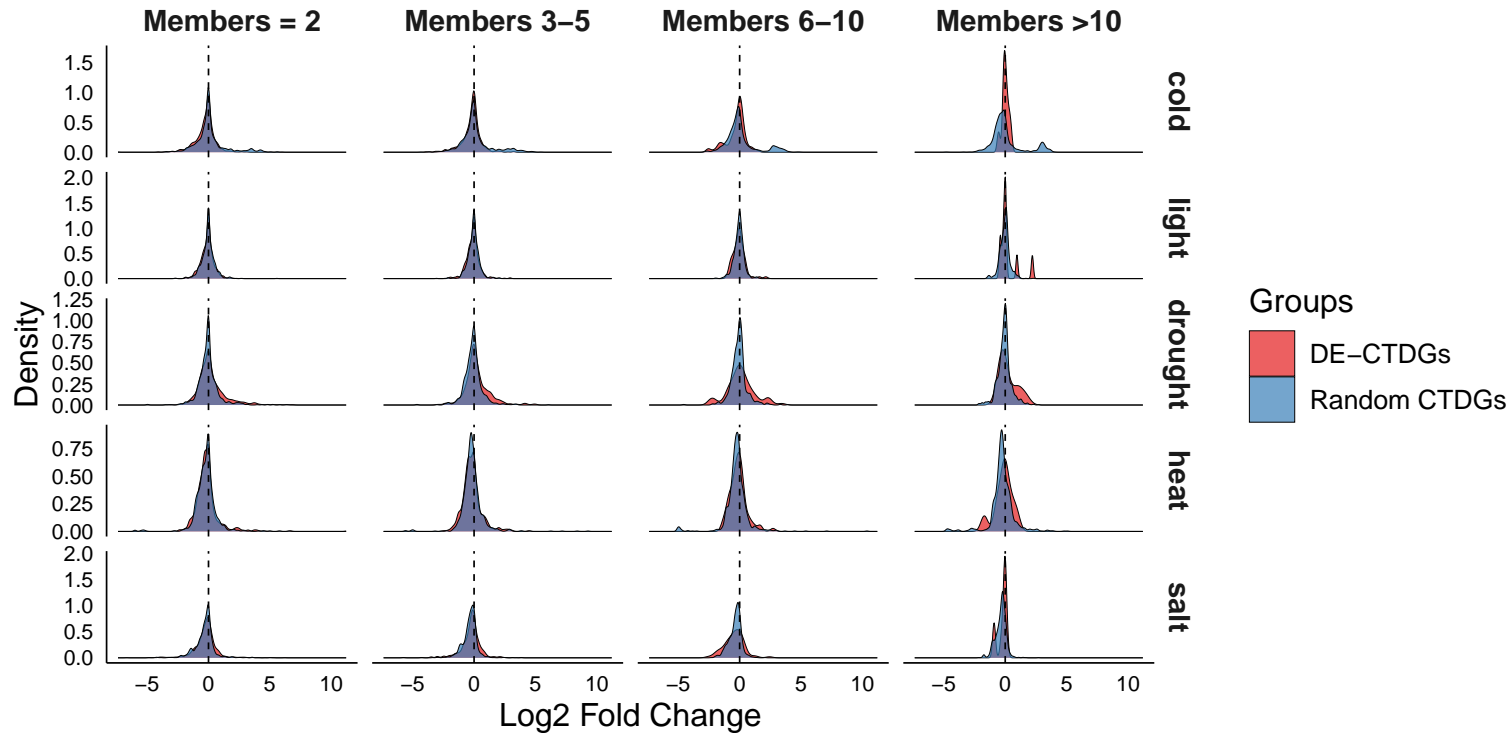 Members = 2 Members 3−5 Members 6−10 Members >10
1.5
1.0
0.5
0.0
cold
2.0
1.5
1.0
0.5
0.0
light
1.25
1.00
0.75
0.50
0.25
0.00
drought
0.75
0.50
0.25
0.00
heat
2.0
1.5
1.0
0.5
0.0
salt
−5 0 5 10 −5 0 5 10 −5 0 5 10 −5 0 5 10
Log2 Fold Change
Density
Groups
DE−CTDGs
Random CTDGs